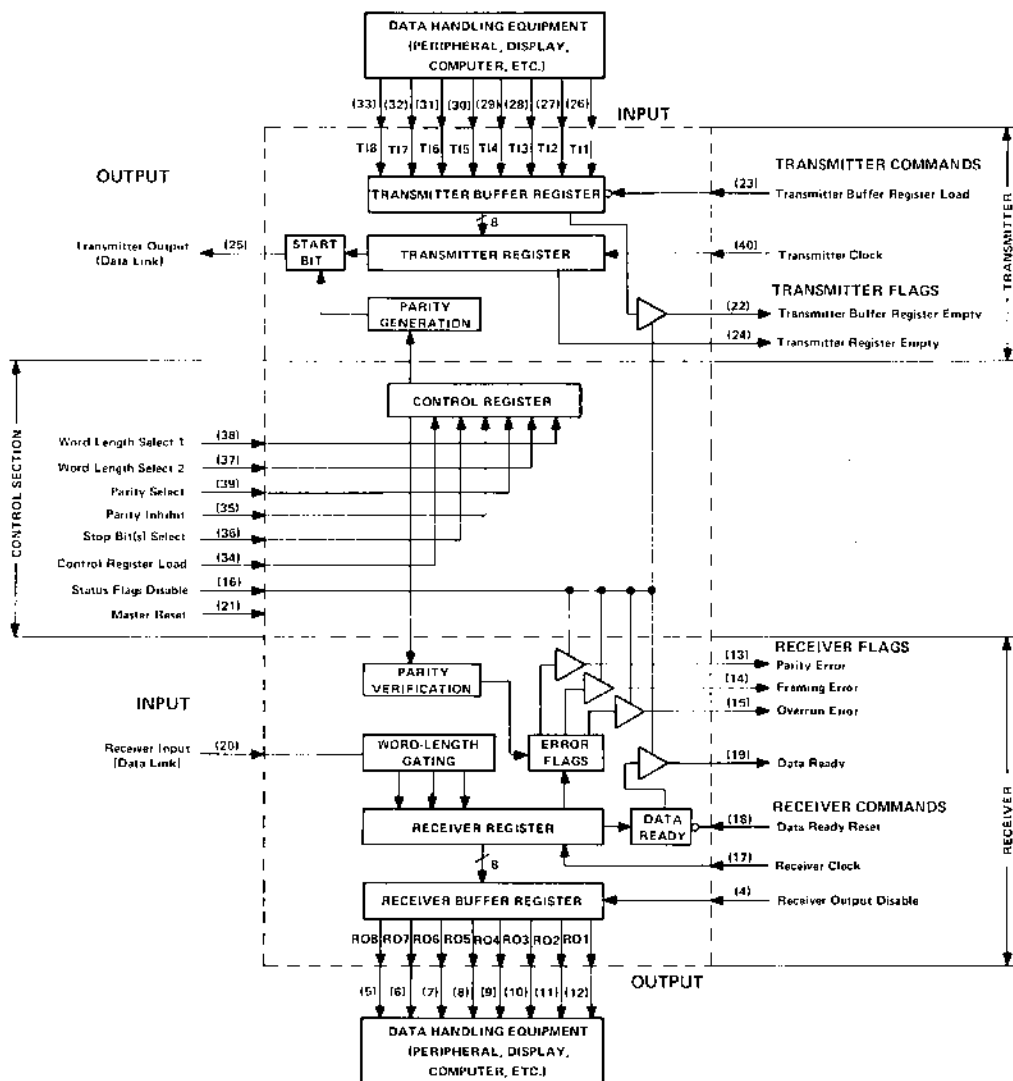 DATA HANDLING EQUIPMENT
(PERIPHERAL, DISPLAY,
COMPUTER, ETC.)
(33) (32) (31) (30) (29) (28) (27) (26)
INPUT
TI8 TI7 TI6 TI5 TI4 TI3 TI2 TI1
OUTPUT
TRANSMITTER BUFFER REGISTER
TRANSMITTER COMMANDS
(23)
Transmitter Buffer Register Load
8
Transmitter Output
(Data Link)
(25)
START
BIT
TRANSMITTER REGISTER
(40)
Transmitter Clock
TRANSMITTER
PARITY
GENERATION
TRANSMITTER FLAGS
(22)
Transmitter Buffer Register Empty
(24)
Transmitter Register Empty
CONTROL SECTION
CONTROL REGISTER
Word Length Select 1 (38)
Word Length Select 2 (37)
Parity Select (39)
Parity Inhibit (35)
Stop Bit(s) Select (36)
Control Register Load (34)
Status Flags Disable (16)
Master Reset (21)
RECEIVER FLAGS
(13)
Parity Error
(14)
Framing Error
(15)
Overrun Error
PARITY
VERIFICATION
INPUT
Receiver Input
(Data Link)
(20)
WORD-LENGTH
GATING
ERROR
FLAGS
(19)
Data Ready
RECEIVER COMMANDS
RECEIVER REGISTER
DATA
READY
(18)
Data Ready Reset
(17)
Receiver Clock
RECEIVER
8
RECEIVER BUFFER REGISTER
(4)
Receiver Output Disable
RO8 RO7 RO6 RO5 RO4 RO3 RO2 RO1
OUTPUT
(5) (6) (7) (8) (9) (10) (11) (12)
DATA HANDLING EQUIPMENT
(PERIPHERAL, DISPLAY,
COMPUTER, ETC.)